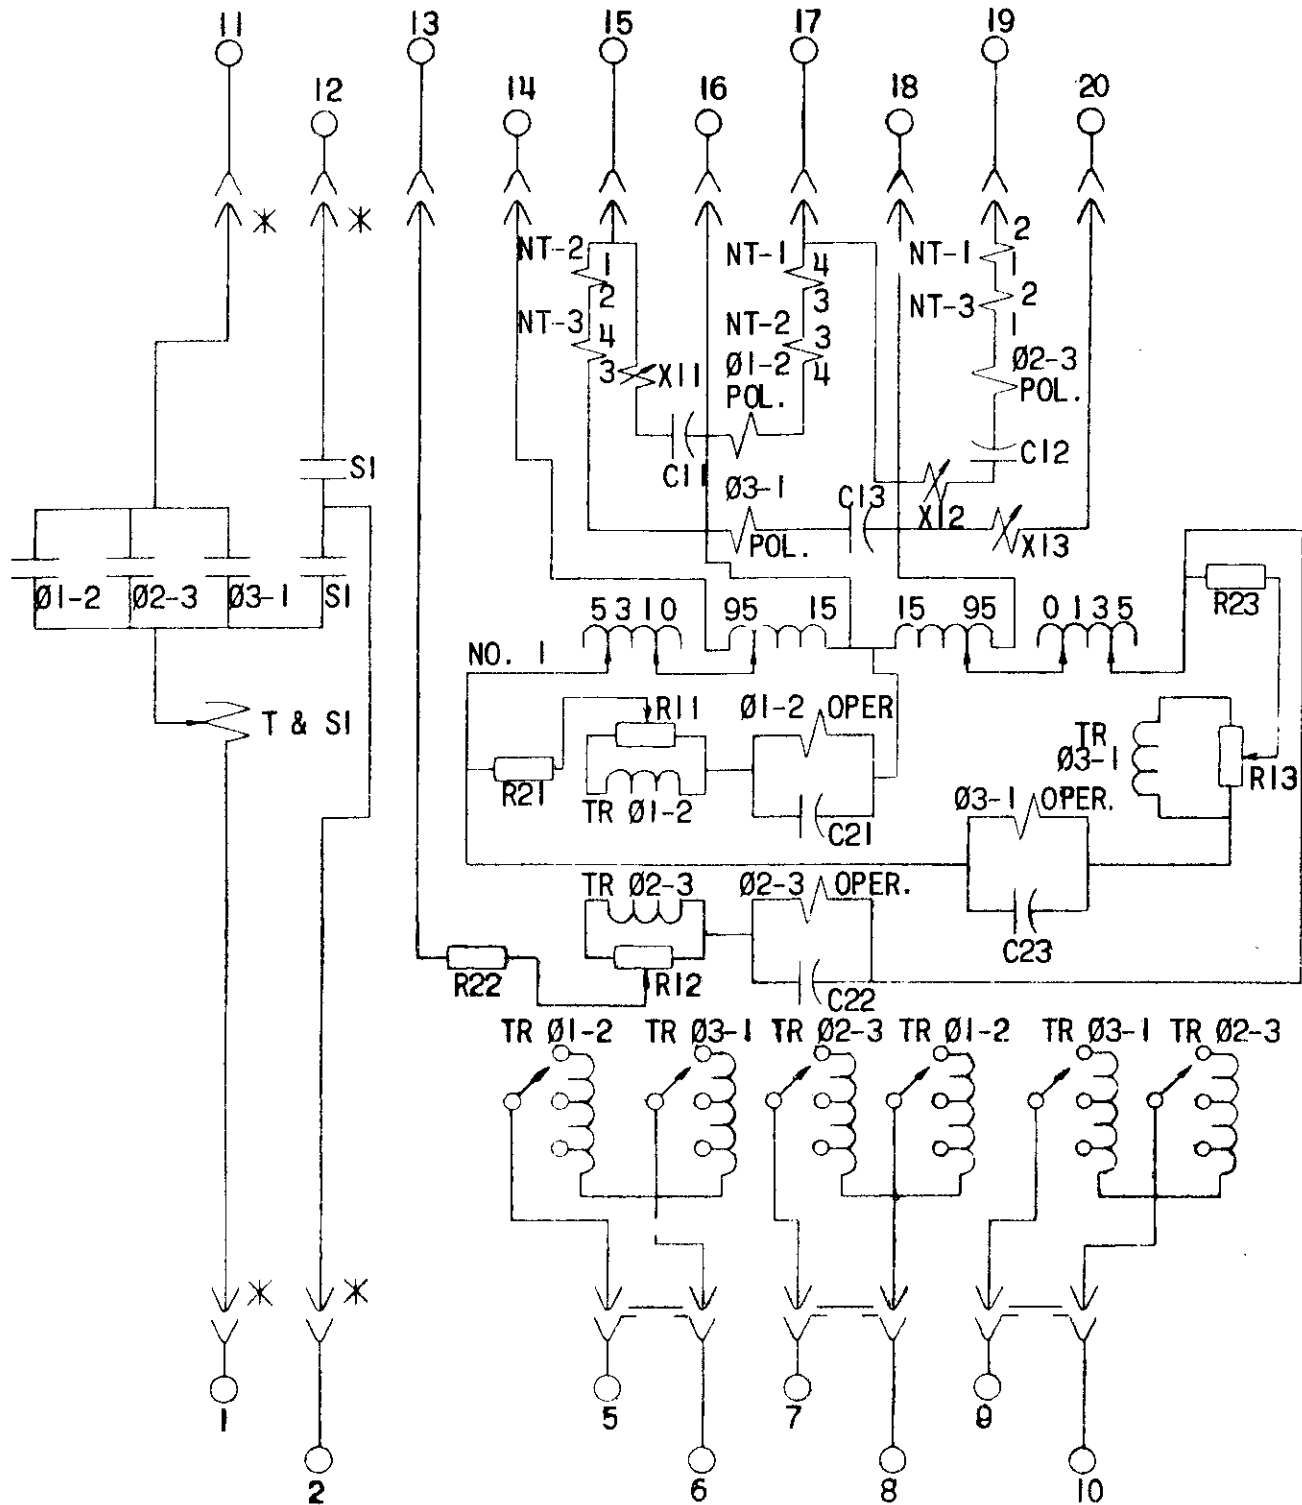 11
13
15
17
19
12
14
16
18
20
*
*
NT-2
1
2
NT-3
4
3
X11
C11
NT-1
4
3
NT-2
3
4
Ø1-2
POL.
NT-1
2
1
NT-3
2
1
Ø2-3
POL.
C12
S1
Ø3-1
POL.
C13
X12
X13
Ø1-2
Ø2-3
Ø3-1
S1
5 3 1 0
95
15
15
95
0 1 3 5
R23
NO. 1
T & S1
R11
Ø1-2 OPER
TR
Ø3-1
R13
R21
TR Ø1-2
C21
Ø3-1 OPER.
TR Ø2-3
Ø2-3 OPER.
C23
R22
R12
C22
TR Ø1-2
TR Ø3-1
TR Ø2-3
TR Ø1-2
TR Ø3-1
TR Ø2-3
*
*
1
5
7
9
2
6
8
10